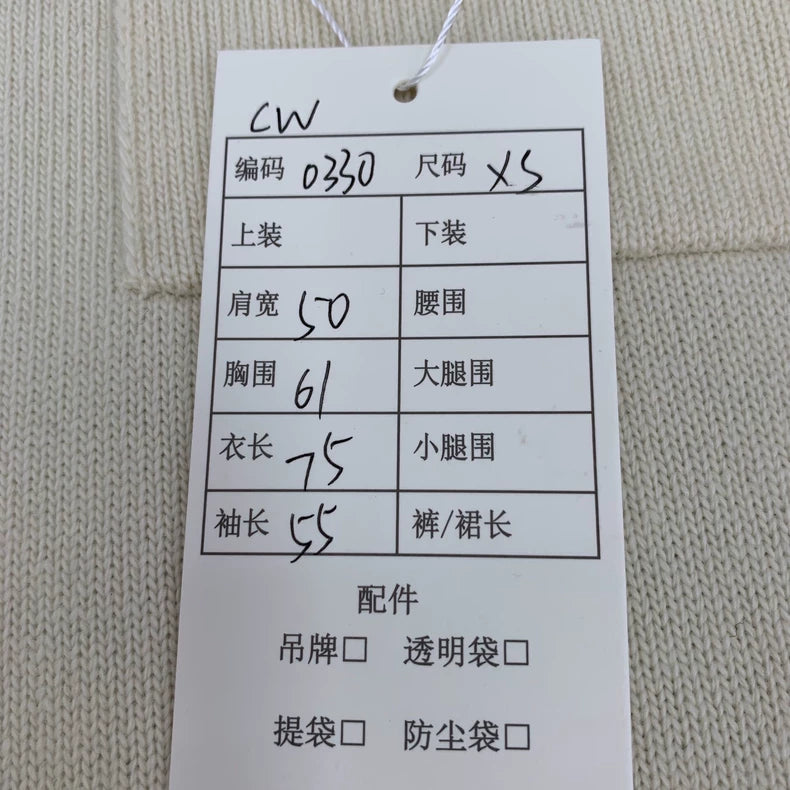 CW
编码 0330 尺码 XS
上装 下装
肩宽 50 腰围
胸围 61 大腿围
衣长 75 小腿围
袖长 55 裤/裙长
配件
吊牌□ 透明袋□
提袋□ 防尘袋□